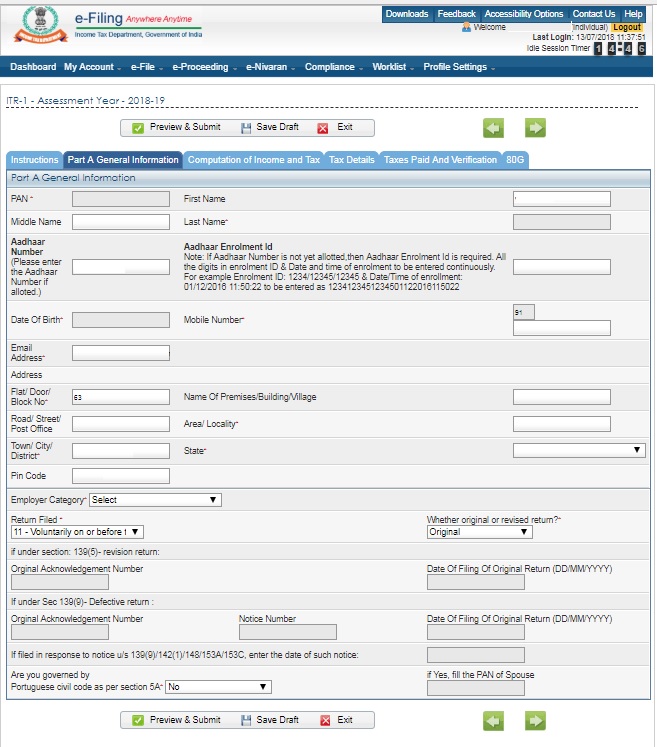 Downloads Feedback Accessibility Options Contact Us Help
e-Filing Anywhere Anytime
Income Tax Department, Government of India
Welcome (Individual) Logout
Last Login: 13/07/2018 11:37:51
Idle Session Timer 1 4 : 4 6
Dashboard My Account e-File e-Proceeding e-Nivaran Compliance Worklist Profile Settings
ITR-1 - Assessment Year - 2018-19
Preview & Submit Save Draft Exit
Instructions Part A General Information Computation of Income and Tax Tax Details Taxes Paid And Verification 80G
Part A General Information
PAN * First Name
Middle Name Last Name*
Aadhaar
Number
(Please enter
the Aadhaar
Number if
alloted.)
Aadhaar Enrolment Id
Note: If Aadhaar Number is not yet allotted,then Aadhaar Enrolment Id is required. All
the digits in enrolment ID & Date and time of enrolment to be entered continuously.
For example Enrolment ID: 1234/12345/12345 & Date/Time of enrollment:
01/12/2016 11:50:22 to be entered as 1234123451234501122016115022
Date Of Birth* Mobile Number* 91
Email
Address*
Address
Flat/ Door/
Block No* 63 Name Of Premises/Building/Village
Road/ Street/
Post Office Area/ Locality*
Town/ City/
District* State*
Pin Code
Employer Category* Select
Return Filed * Whether original or revised return?*
11 - Voluntarily on or before t Original
if under section: 139(5)- revision return:
Orginal Acknowledgement Number Date Of Filing Of Original Return (DD/MM/YYYY)
If under Sec 139(9)- Defective return :
Orginal Acknowledgement Number Notice Number Date Of Filing Of Original Return (DD/MM/YYYY)
If filed in response to notice u/s 139(9)/142(1)/148/153A/153C, enter the date of such notice:
Are you governed by if Yes, fill the PAN of Spouse
Portuguese civil code as per section 5A* No
Preview & Submit Save Draft Exit